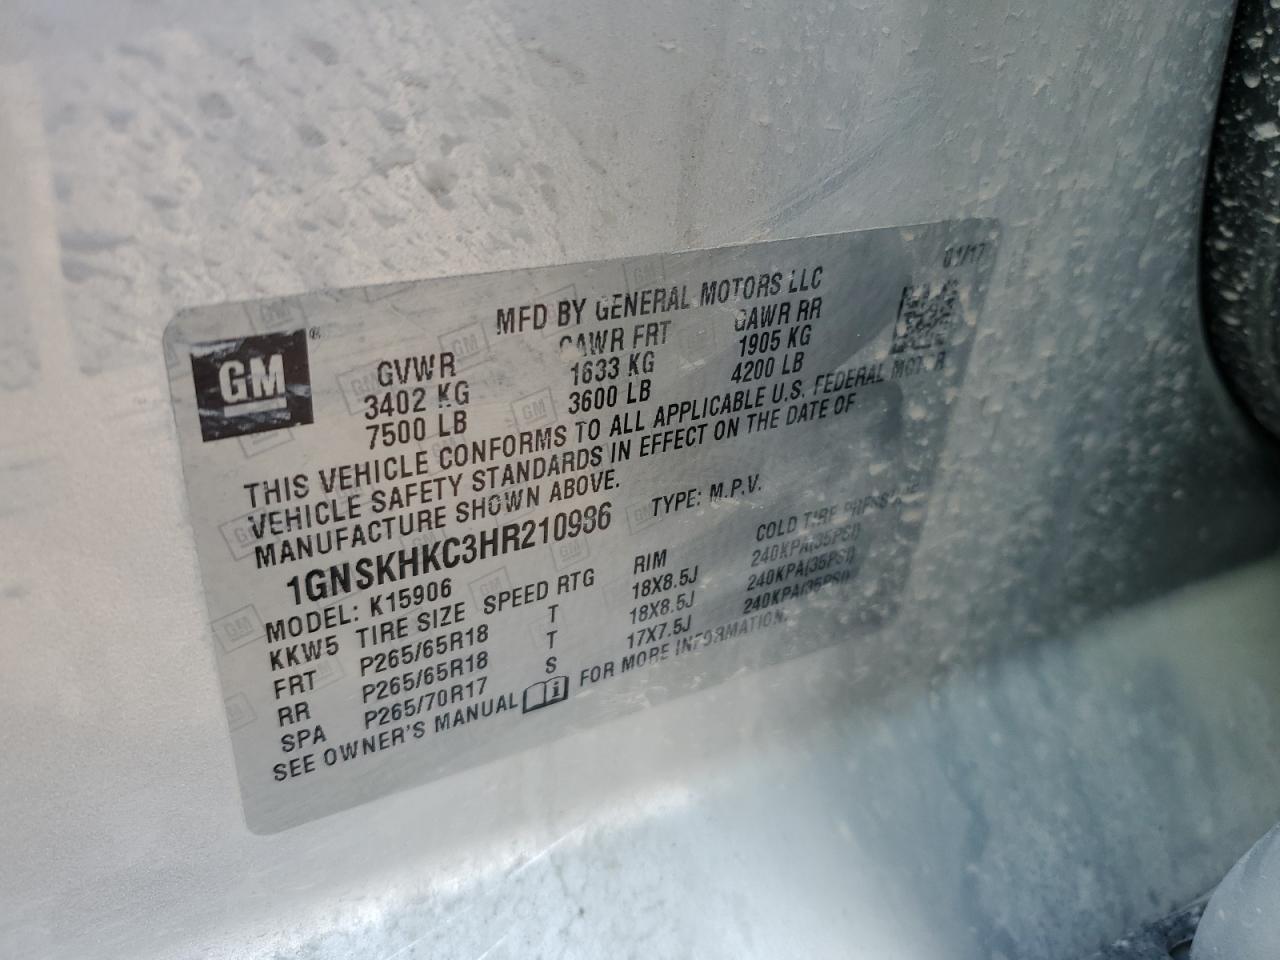 01/17
MFD BY GENERAL MOTORS LLC
GM ®
GVWR GAWR FRT GAWR RR
3402 KG 1633 KG 1905 KG
7500 LB 3600 LB 4200 LB
THIS VEHICLE CONFORMS TO ALL APPLICABLE U.S. FEDERAL MOTOR
VEHICLE SAFETY STANDARDS IN EFFECT ON THE DATE OF
MANUFACTURE SHOWN ABOVE.
1GNSKHKC3HR210936 TYPE: M.P.V.
MODEL: K15906
KKW5 TIRE SIZE SPEED RTG RIM COLD TIRE PRESSURE
FRT P265/65R18 T 18X8.5J 240KPA(35PSI)
RR P265/65R18 T 18X8.5J 240KPA(35PSI)
SPA P265/70R17 S 17X7.5J 240KPA(35PSI)
SEE OWNER'S MANUAL i FOR MORE INFORMATION.